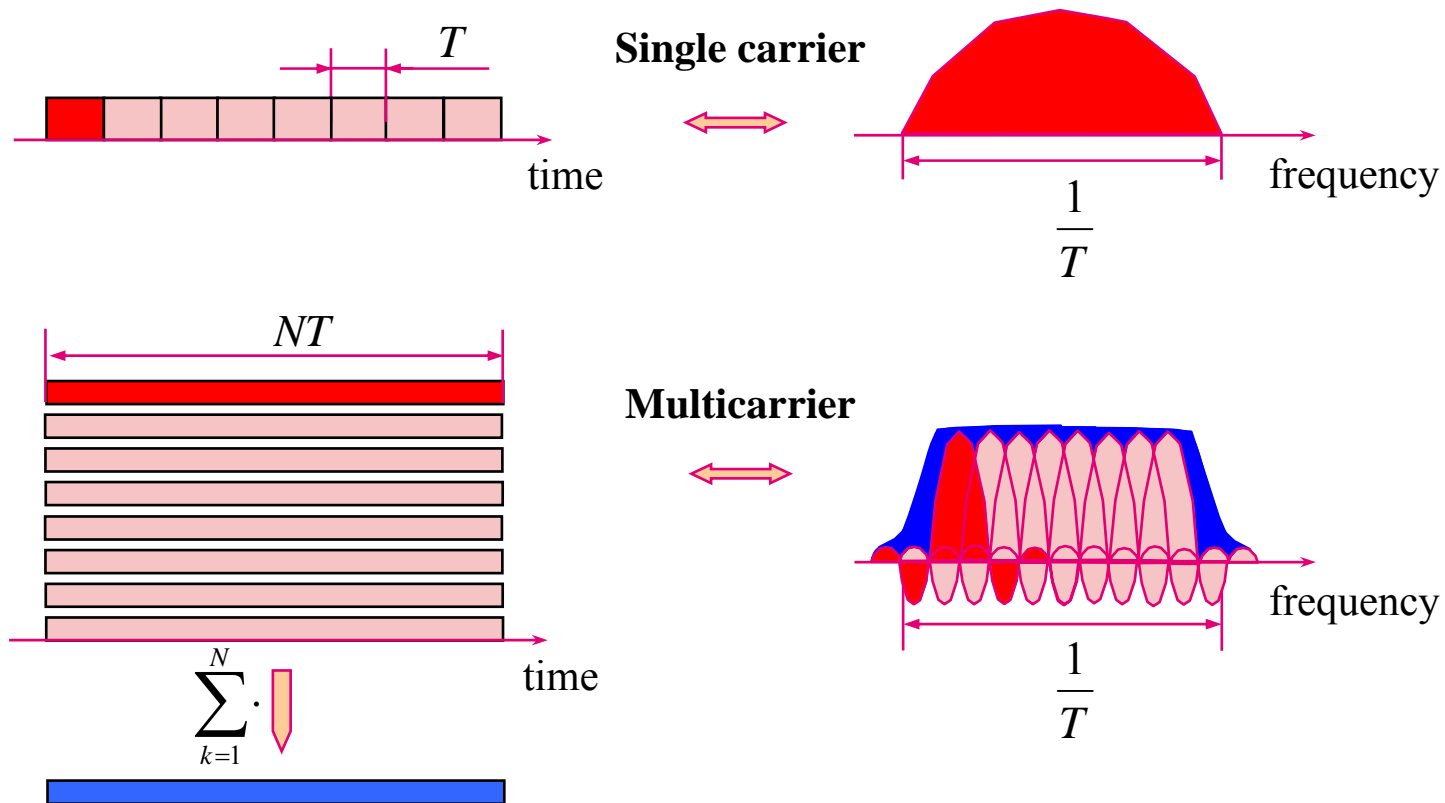 T
Single carrier
time
frequency
1
T
NT
Multicarrier
time
frequency
1
T
N
∑ ·
k=1